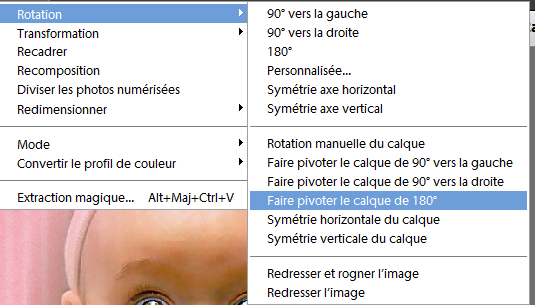 Rotation
Transformation
Recadrer
Recomposition
Diviser les photos numérisées
Redimensionner
Mode
Convertir le profil de couleur
Extraction magique... Alt+Maj+Ctrl+V
90° vers la gauche
90° vers la droite
180°
Personnalisée...
Symétrie axe horizontal
Symétrie axe vertical
Rotation manuelle du calque
Faire pivoter le calque de 90° vers la gauche
Faire pivoter le calque de 90° vers la droite
Faire pivoter le calque de 180°
Symétrie horizontale du calque
Symétrie verticale du calque
Redresser et rogner l'image
Redresser l'image